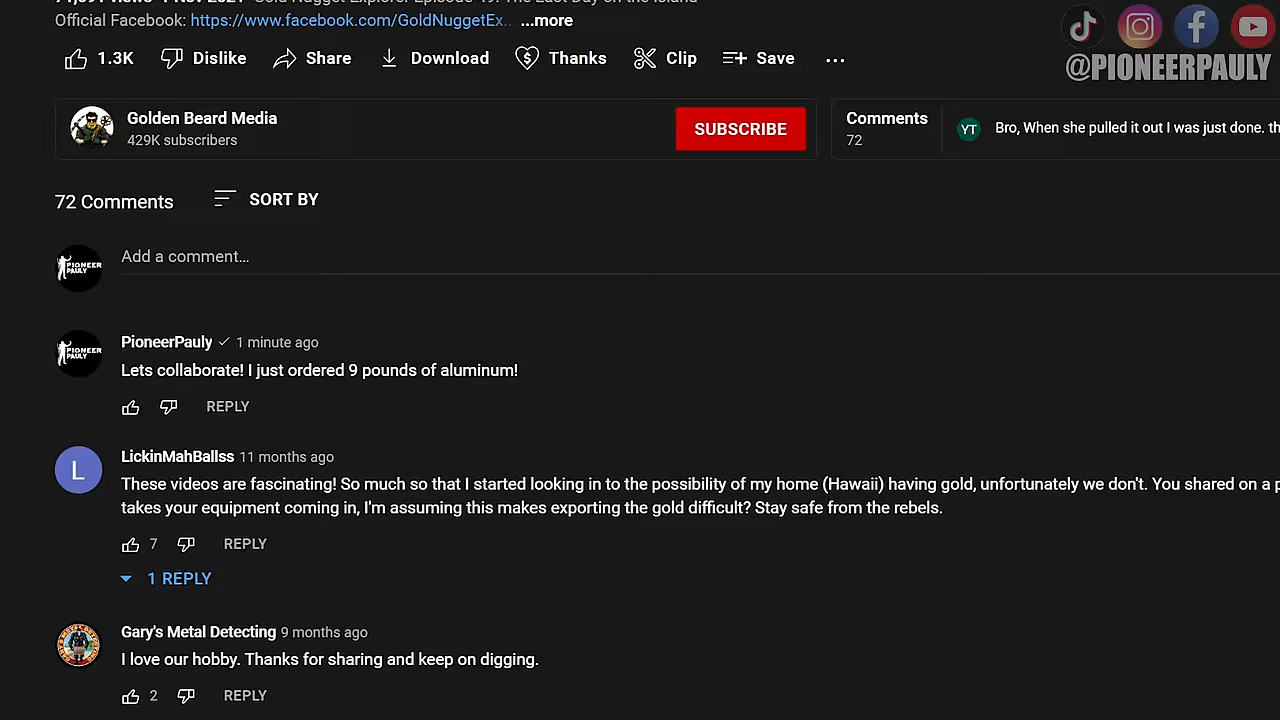 Official Facebook: https://www.facebook.com/GoldNuggetEx... ...more
1.3K Dislike Share Download Thanks Clip Save ...
@PIONEERPAULY
Golden Beard Media
429K subscribers
SUBSCRIBE
Comments
72
YT Bro, When she pulled it out I was just done. th
72 Comments SORT BY
PIONEER
PAULY
Add a comment...
PIONEER
PAULY
PioneerPauly 1 minute ago
Lets collaborate! I just ordered 9 pounds of aluminum!
REPLY
L
LickinMahBallss 11 months ago
These videos are fascinating! So much so that I started looking in to the possibility of my home (Hawaii) having gold, unfortunately we don't. You shared on a p
takes your equipment coming in, I'm assuming this makes exporting the gold difficult? Stay safe from the rebels.
7 REPLY
1 REPLY
Gary's Metal Detecting 9 months ago
I love our hobby. Thanks for sharing and keep on digging.
2 REPLY